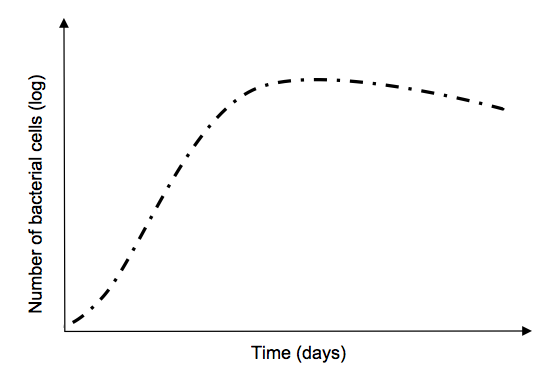 Number of bacterial cells (log)
Time (days)